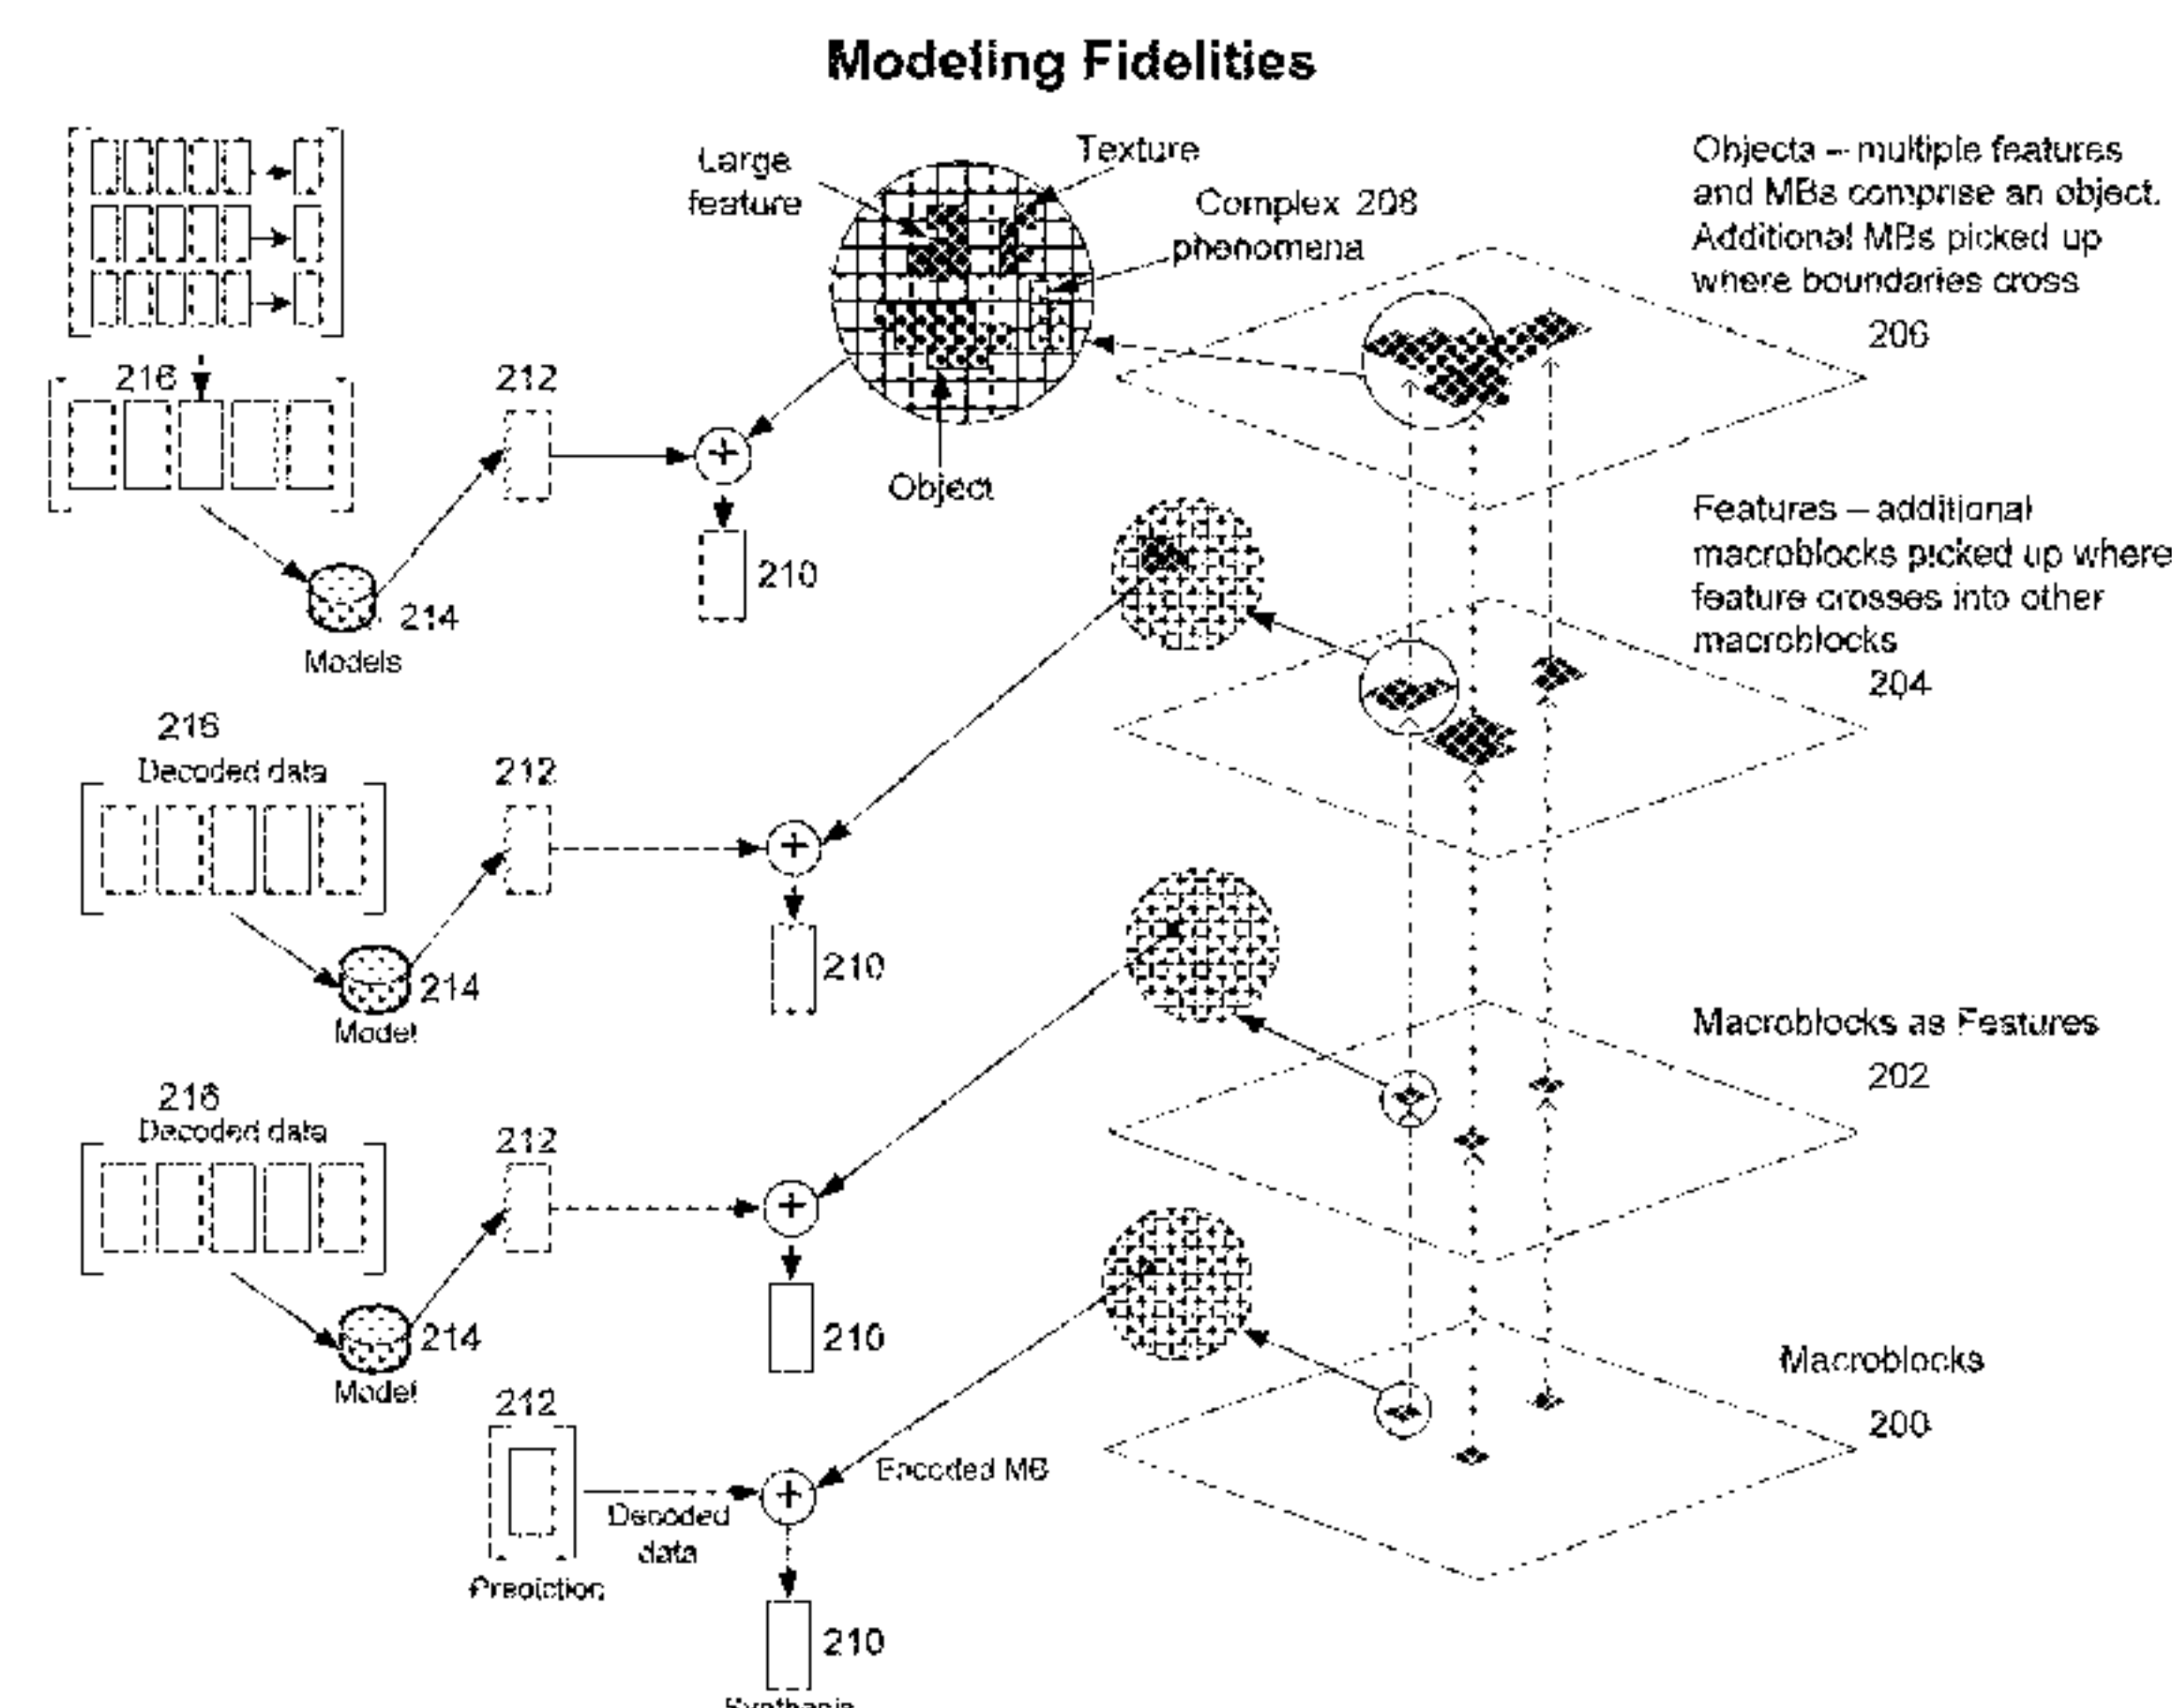 Modeling Fidelities
Large
feature
Texture
Complex 208
phenomena
Object
Objects – multiple features
and MBs comprise an object.
Additional MBs picked up
where boundaries cross
206
216
212
+
210
214
Models
Features – additional
macroblocks picked up where
feature crosses into other
macroblocks
204
216
Decoded data
212
+
210
214
Model
Macroblocks as Features
202
216
Decoded data
212
+
210
214
Model
Macroblocks
200
212
+
Encoded MB
Decoded
data
Prediction
210
Synthesis